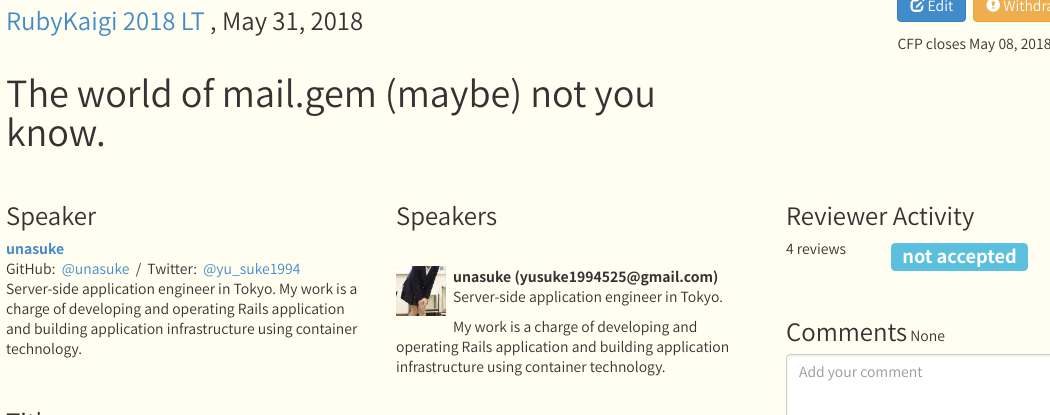 RubyKaigi 2018 LT , May 31, 2018
Edit
CFP closes May 08, 2018
The world of mail.gem (maybe) not you
know.
Speaker
unasuke
GitHub: @unasuke / Twitter: @yu_suke1994
Server-side application engineer in Tokyo. My work is a
charge of developing and operating Rails application
and building application infrastructure using container
technology.
Speakers
unasuke (yusuke1994525@gmail.com)
Server-side application engineer in Tokyo.
My work is a charge of developing and
operating Rails application and building application
infrastructure using container technology.
Reviewer Activity
4 reviews
not accepted
Comments None
Add your comment